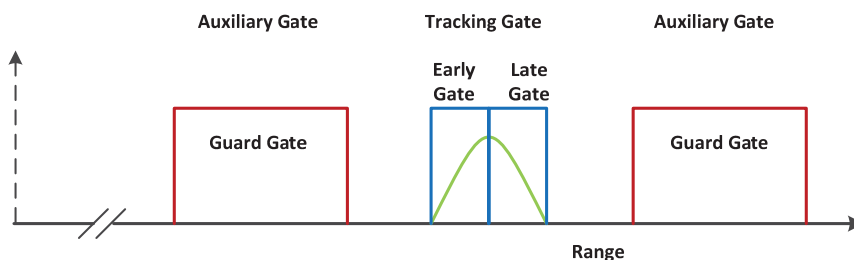 Auxiliary Gate
Tracking Gate
Auxiliary Gate
Early
Gate
Late
Gate
Guard Gate
Guard Gate
Range